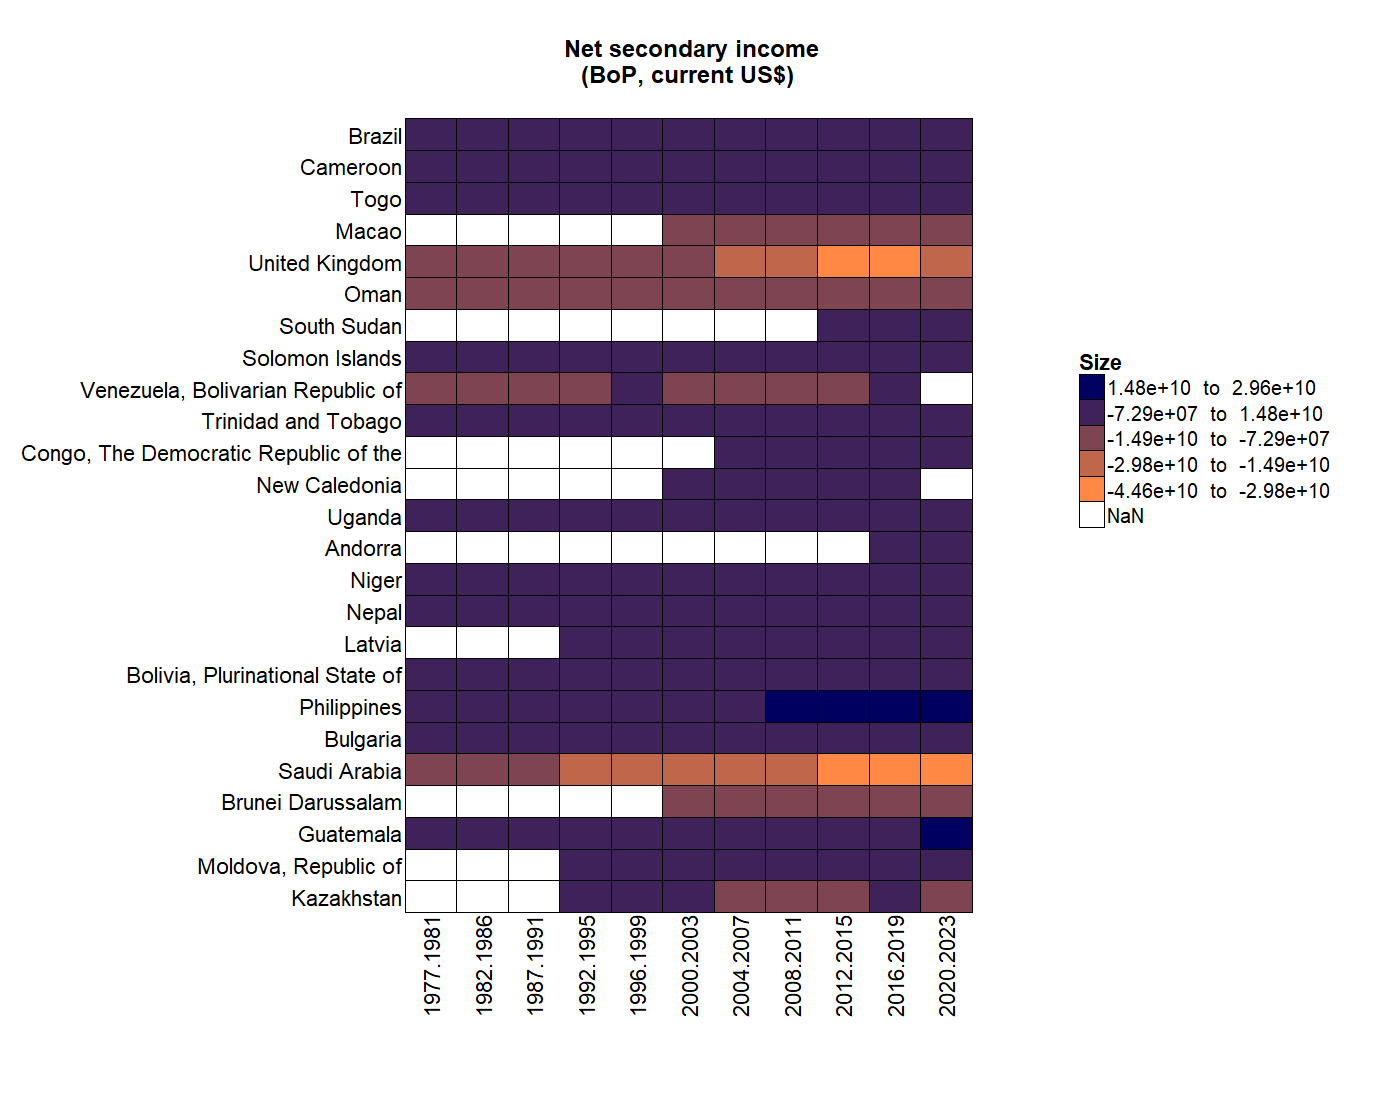 Net secondary income
(BoP, current US$)
Brazil
Cameroon
Togo
Macao
United Kingdom
Oman
South Sudan
Solomon Islands
Venezuela, Bolivarian Republic of
Trinidad and Tobago
Congo, The Democratic Republic of the
New Caledonia
Uganda
Andorra
Niger
Nepal
Latvia
Bolivia, Plurinational State of
Philippines
Bulgaria
Saudi Arabia
Brunei Darussalam
Guatemala
Moldova, Republic of
Kazakhstan
1977.1981
1982.1986
1987.1991
1992.1995
1996.1999
2000.2003
2004.2007
2008.2011
2012.2015
2016.2019
2020.2023
Size
1.48e+10 to 2.96e+10
-7.29e+07 to 1.48e+10
-1.49e+10 to -7.29e+07
-2.98e+10 to -1.49e+10
-4.46e+10 to -2.98e+10
NaN